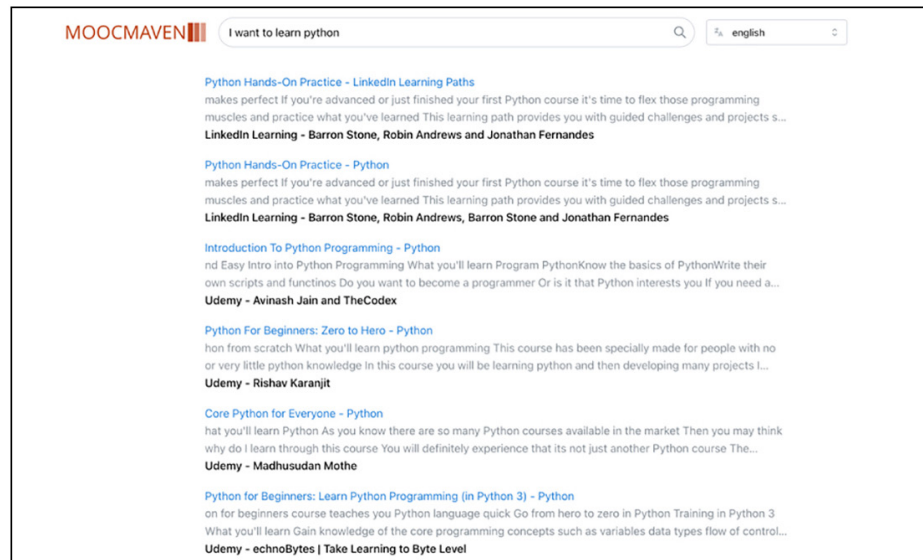 MOOCMAVEN
I want to learn python
english
Python Hands-On Practice - LinkedIn Learning Paths
makes perfect If you're advanced or just finished your first Python course it's time to flex those programming
muscles and practice what you've learned This learning path provides you with guided challenges and projects s...
LinkedIn Learning - Barron Stone, Robin Andrews and Jonathan Fernandes
Python Hands-On Practice - Python
makes perfect If you're advanced or just finished your first Python course it's time to flex those programming
muscles and practice what you've learned This learning path provides you with guided challenges and projects s...
LinkedIn Learning - Barron Stone, Robin Andrews, Barron Stone and Jonathan Fernandes
Introduction To Python Programming - Python
nd Easy Intro into Python Programming What you'll learn Program PythonKnow the basics of PythonWrite their
own scripts and functinos Do you want to become a programmer Or is it that Python interests you If you need a...
Udemy - Avinash Jain and TheCodex
Python For Beginners: Zero to Hero - Python
hon from scratch What you'll learn python programming This course has been specially made for people with no
or very little python knowledge In this course you will be learning python and then developing many projects I...
Udemy - Rishav Karanjit
Core Python for Everyone - Python
hat you'll learn Python As you know there are so many Python courses available in the market Then you may think
why do I learn through this course You will definitely experience that its not just another Python course The...
Udemy - Madhusudan Mothe
Python for Beginners: Learn Python Programming (in Python 3) - Python
on for beginners course teaches you Python language quick Go from hero to zero in Python Training in Python 3
What you'll learn Gain knowledge of the core programming concepts such as variables data types flow of control...
Udemy - echnoBytes | Take Learning to Byte Level